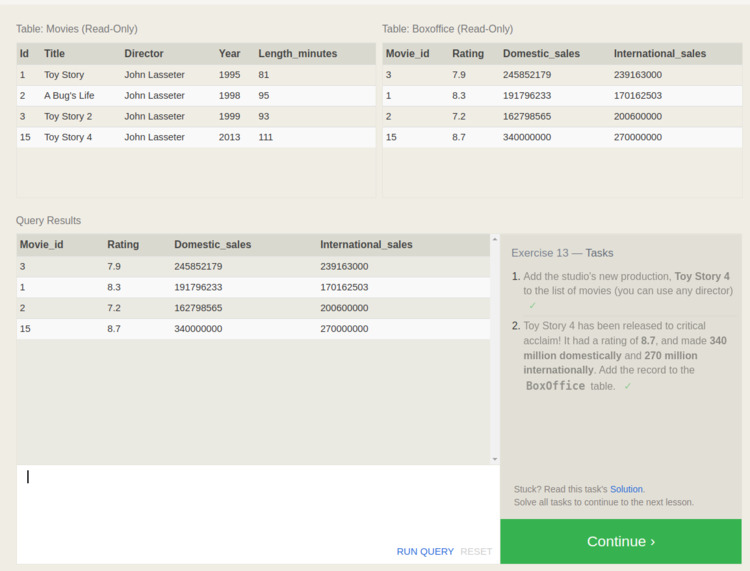 Table: Movies (Read-Only)
Id Title Director Year Length_minutes
1 Toy Story John Lasseter 1995 81
2 A Bug's Life John Lasseter 1998 95
3 Toy Story 2 John Lasseter 1999 93
15 Toy Story 4 John Lasseter 2013 111
Table: Boxoffice (Read-Only)
Movie_id Rating Domestic_sales International_sales
3 7.9 245852179 239163000
1 8.3 191796233 170162503
2 7.2 162798565 200600000
15 8.7 340000000 270000000
Query Results
Movie_id Rating Domestic_sales International_sales
3 7.9 245852179 239163000
1 8.3 191796233 170162503
2 7.2 162798565 200600000
15 8.7 340000000 270000000
RUN QUERY RESET
Exercise 13 — Tasks
1. Add the studio's new production, Toy Story 4
to the list of movies (you can use any director)
✓
2. Toy Story 4 has been released to critical
acclaim! It had a rating of 8.7, and made 340
million domestically and 270 million
internationally. Add the record to the
BoxOffice table. ✓
Stuck? Read this task's Solution.
Solve all tasks to continue to the next lesson.
Continue ›